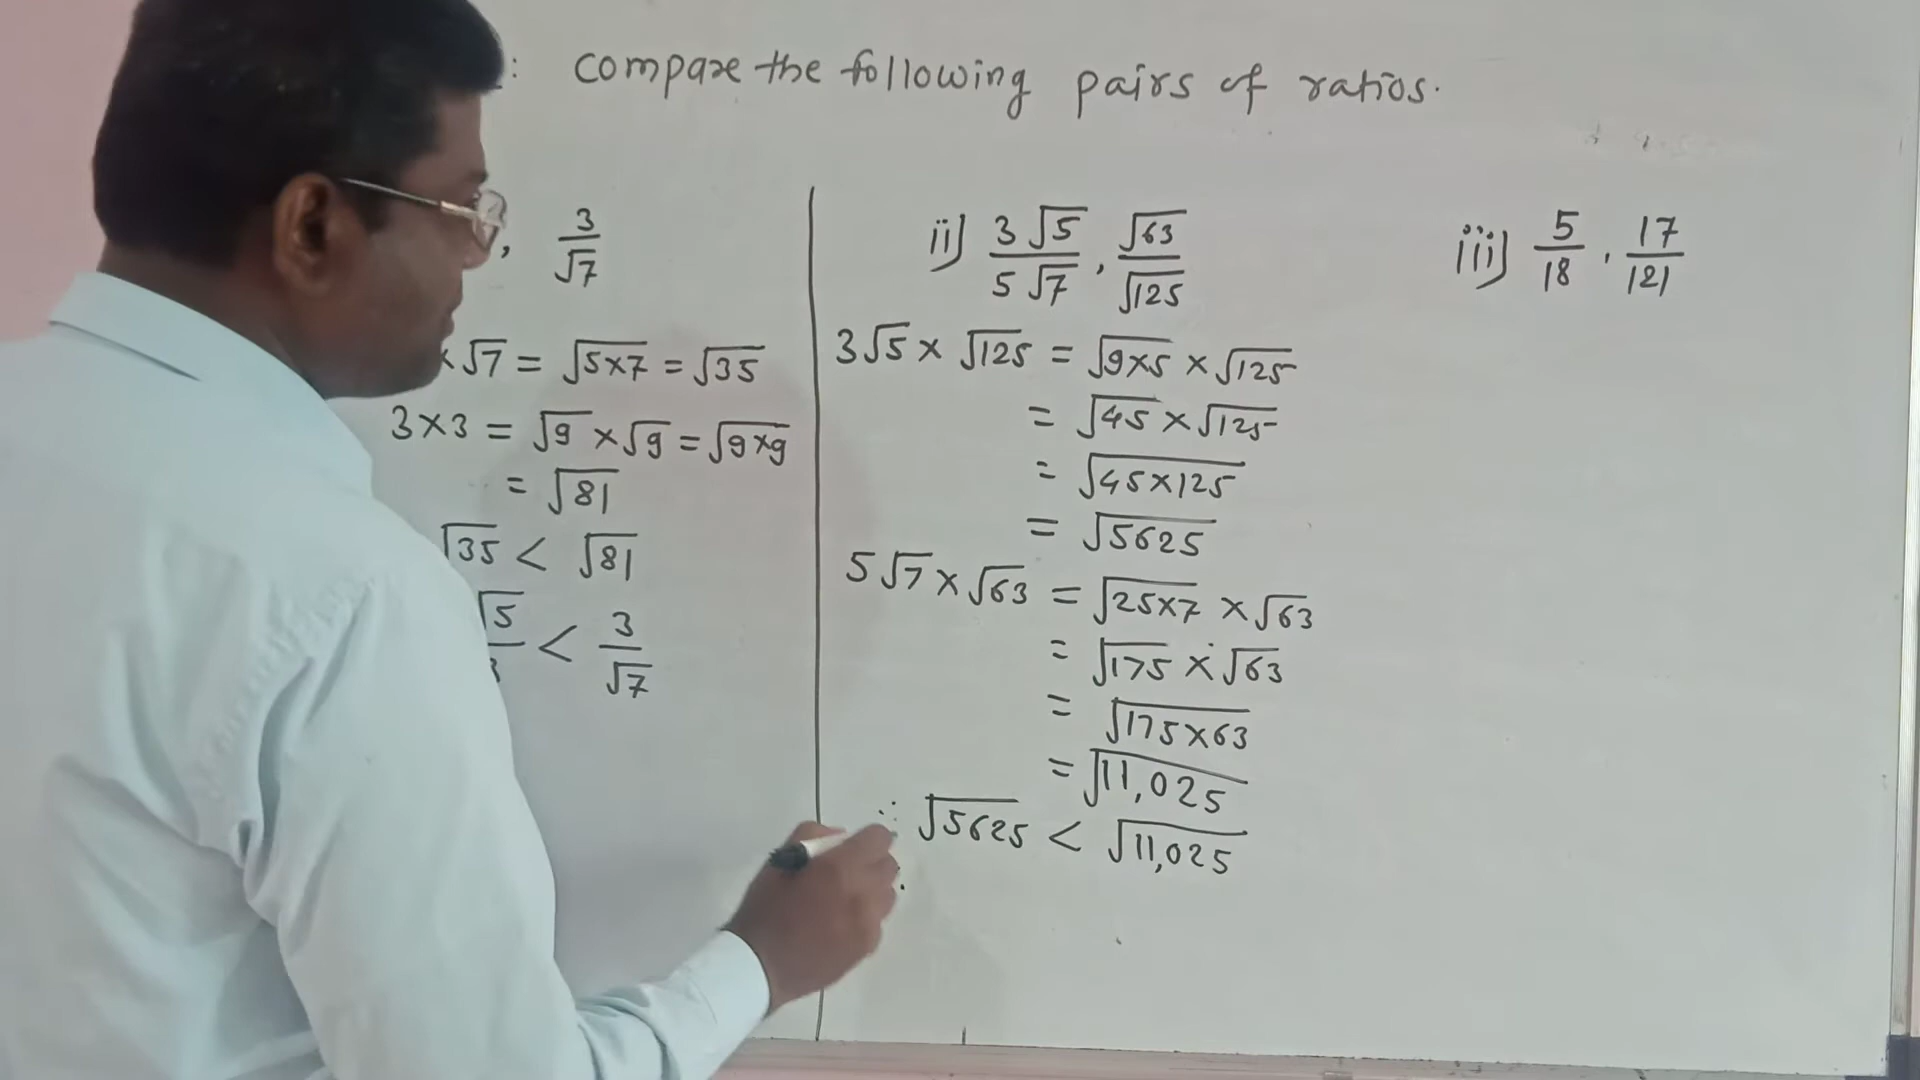 : compare the following pairs of ratios.
, 3/√7
×√7 = √5×7 = √35
3×3 = √9 × √9 = √9×9
= √81
√35 < √81
√5/3 < 3/√7
ii) 3√5/5√7, √63/√125
3√5 × √125 = √9×5 × √125
= √45 × √125
= √45×125
= √5625
5√7 × √63 = √25×7 × √63
= √175 × √63
= √175×63
= √11,025
∴ √5625 < √11,025
iii) 5/18, 17/121